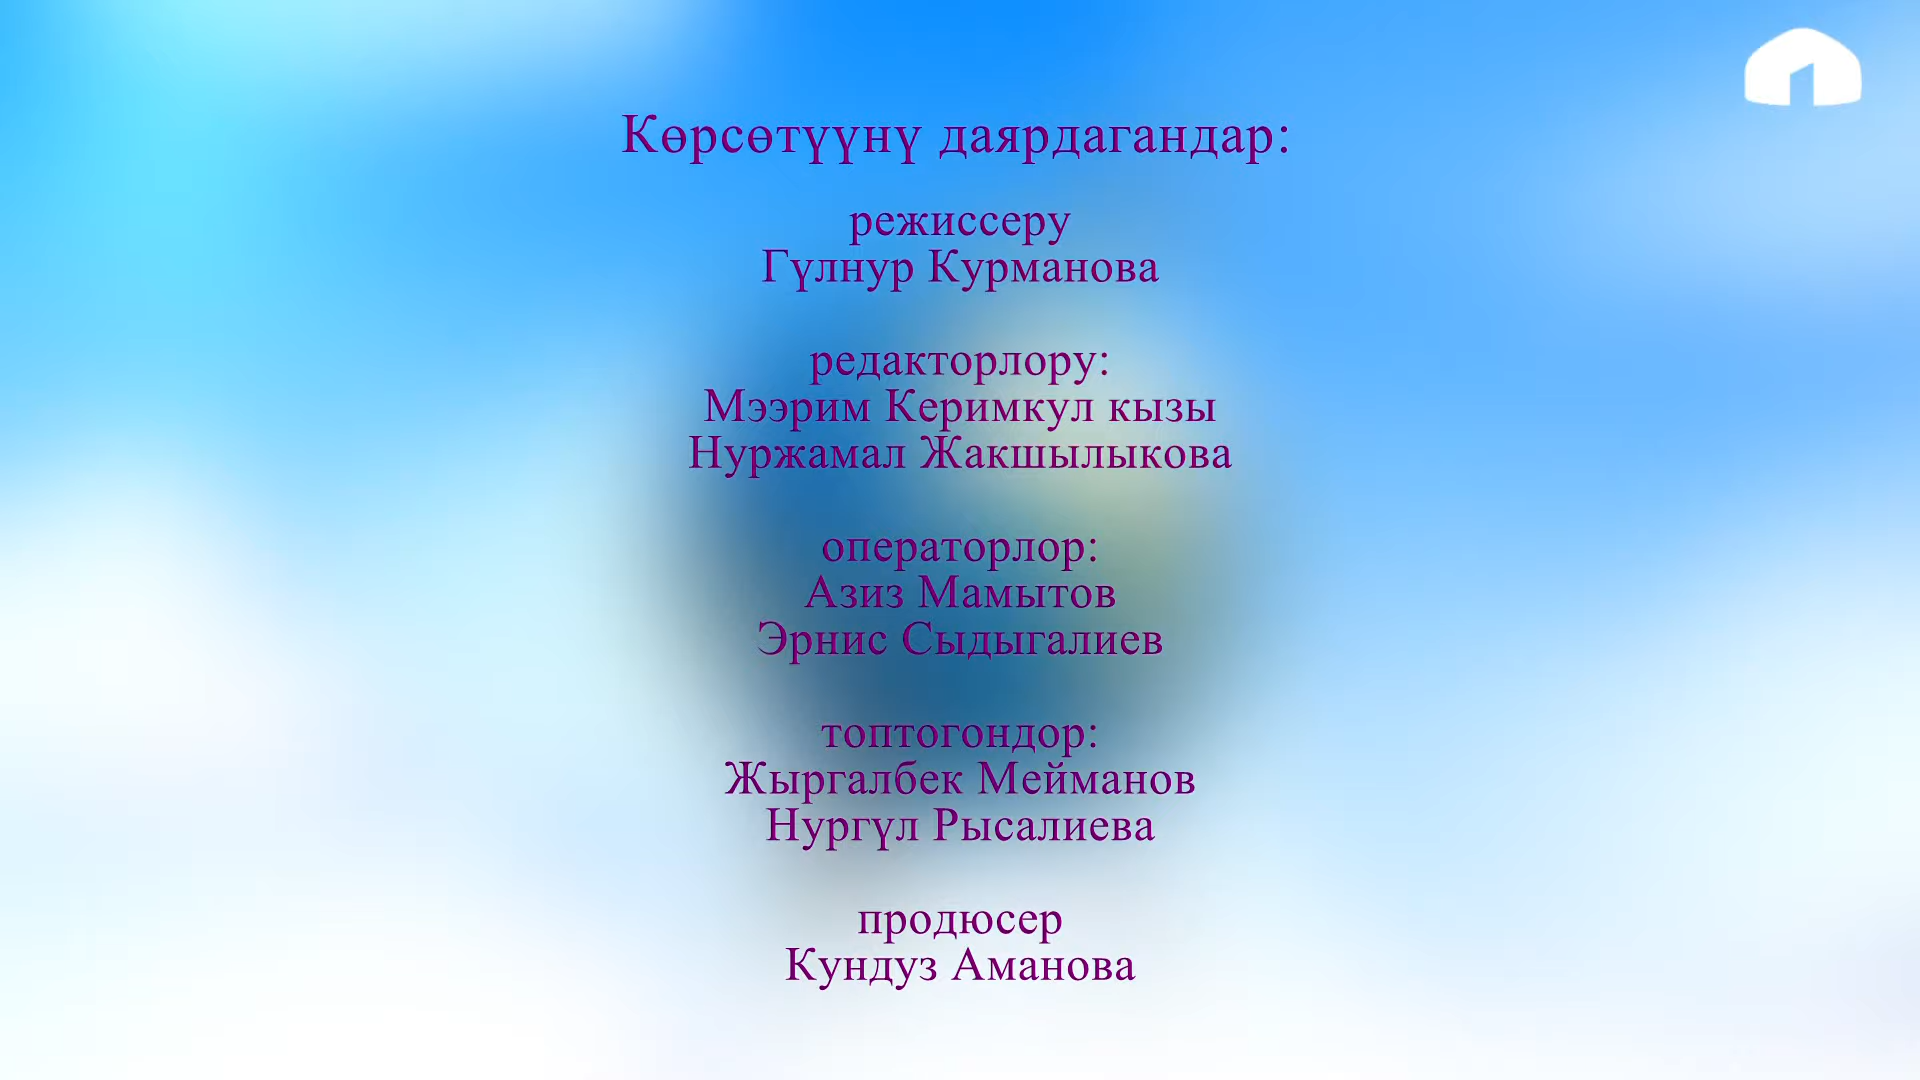 Көрсөтүүнү даярдагандар:
режиссеру
Гүлнур Курманова
редакторлору:
Мээрим Керимкул кызы
Нуржамал Жакшылыкова
операторлор:
Азиз Мамытов
Эрнис Сыдыгалиев
топтогондор:
Жыргалбек Мейманов
Нургүл Рысалиева
продюсер
Кундуз Аманова